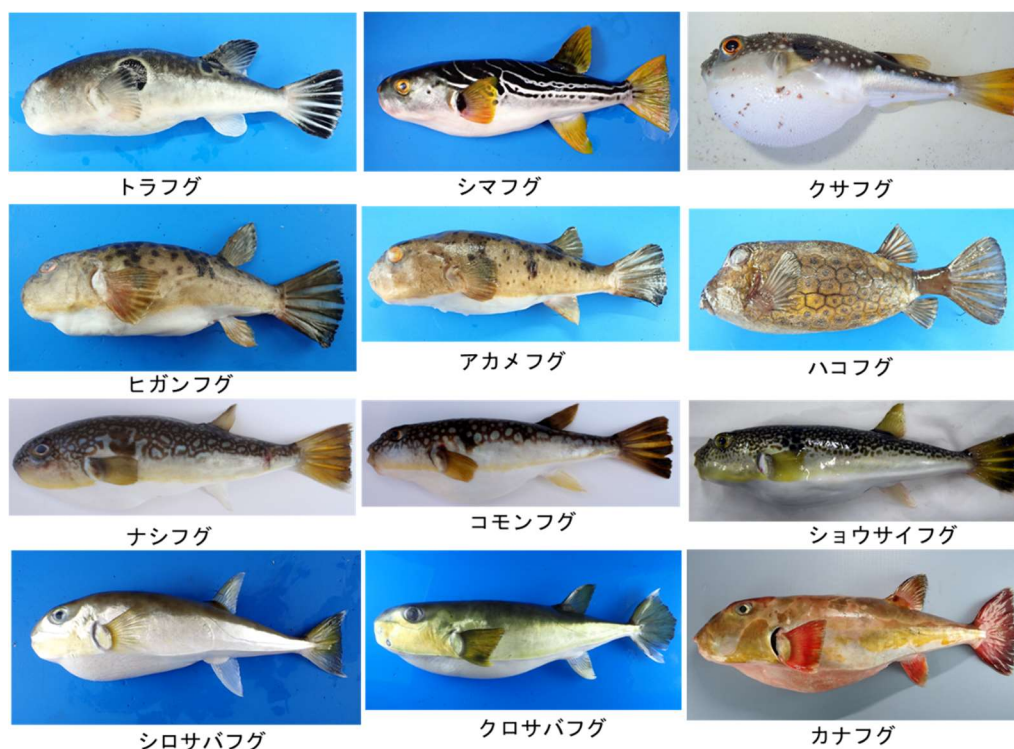 トラフグ
シマフグ
クサフグ
ヒガンフグ
アカメフグ
ハコフグ
ナシフグ
コモンフグ
ショウサイフグ
シロサバフグ
クロサバフグ
カナフグ